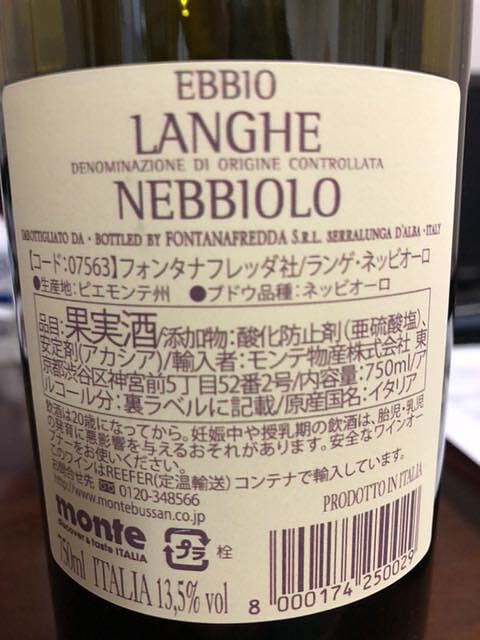 EBBIO
LANGHE
DENOMINAZIONE DI ORIGINE CONTROLLATA
NEBBIOLO
IMBOTTIGLIATO DA · BOTTLED BY FONTANAFREDDA S.R.L. SERRALUNGA D'ALBA · ITALY
【コード:07563】フォンタナフレッダ社/ランゲ・ネッビオーロ
●生産地:ピエモンテ州 ●ブドウ品種:ネッビオーロ
品目:果実酒/添加物:酸化防止剤(亜硫酸塩)、
安定剤(アカシア)/輸入者:モンテ物産株式会社 東
京都渋谷区神宮前5丁目52番2号/内容量:750ml/ア
ルコール分:裏ラベルに記載/原産国名:イタリア
飲酒は20歳になってから。妊娠中や授乳期の飲酒は、胎児・乳児
の発育に悪影響を与えるおそれがあります。安全なワインオー
プナーをお使いください。
このワインはREEFER(定温輸送)コンテナで輸入しています。
お問合せ先 0120-348566
http://www.montebussan.co.jp
PRODOTTO IN ITALIA
monte
discover & taste ITALIA
プラ 栓
750ml ITALIA 13,5% vol
8 000174 250029